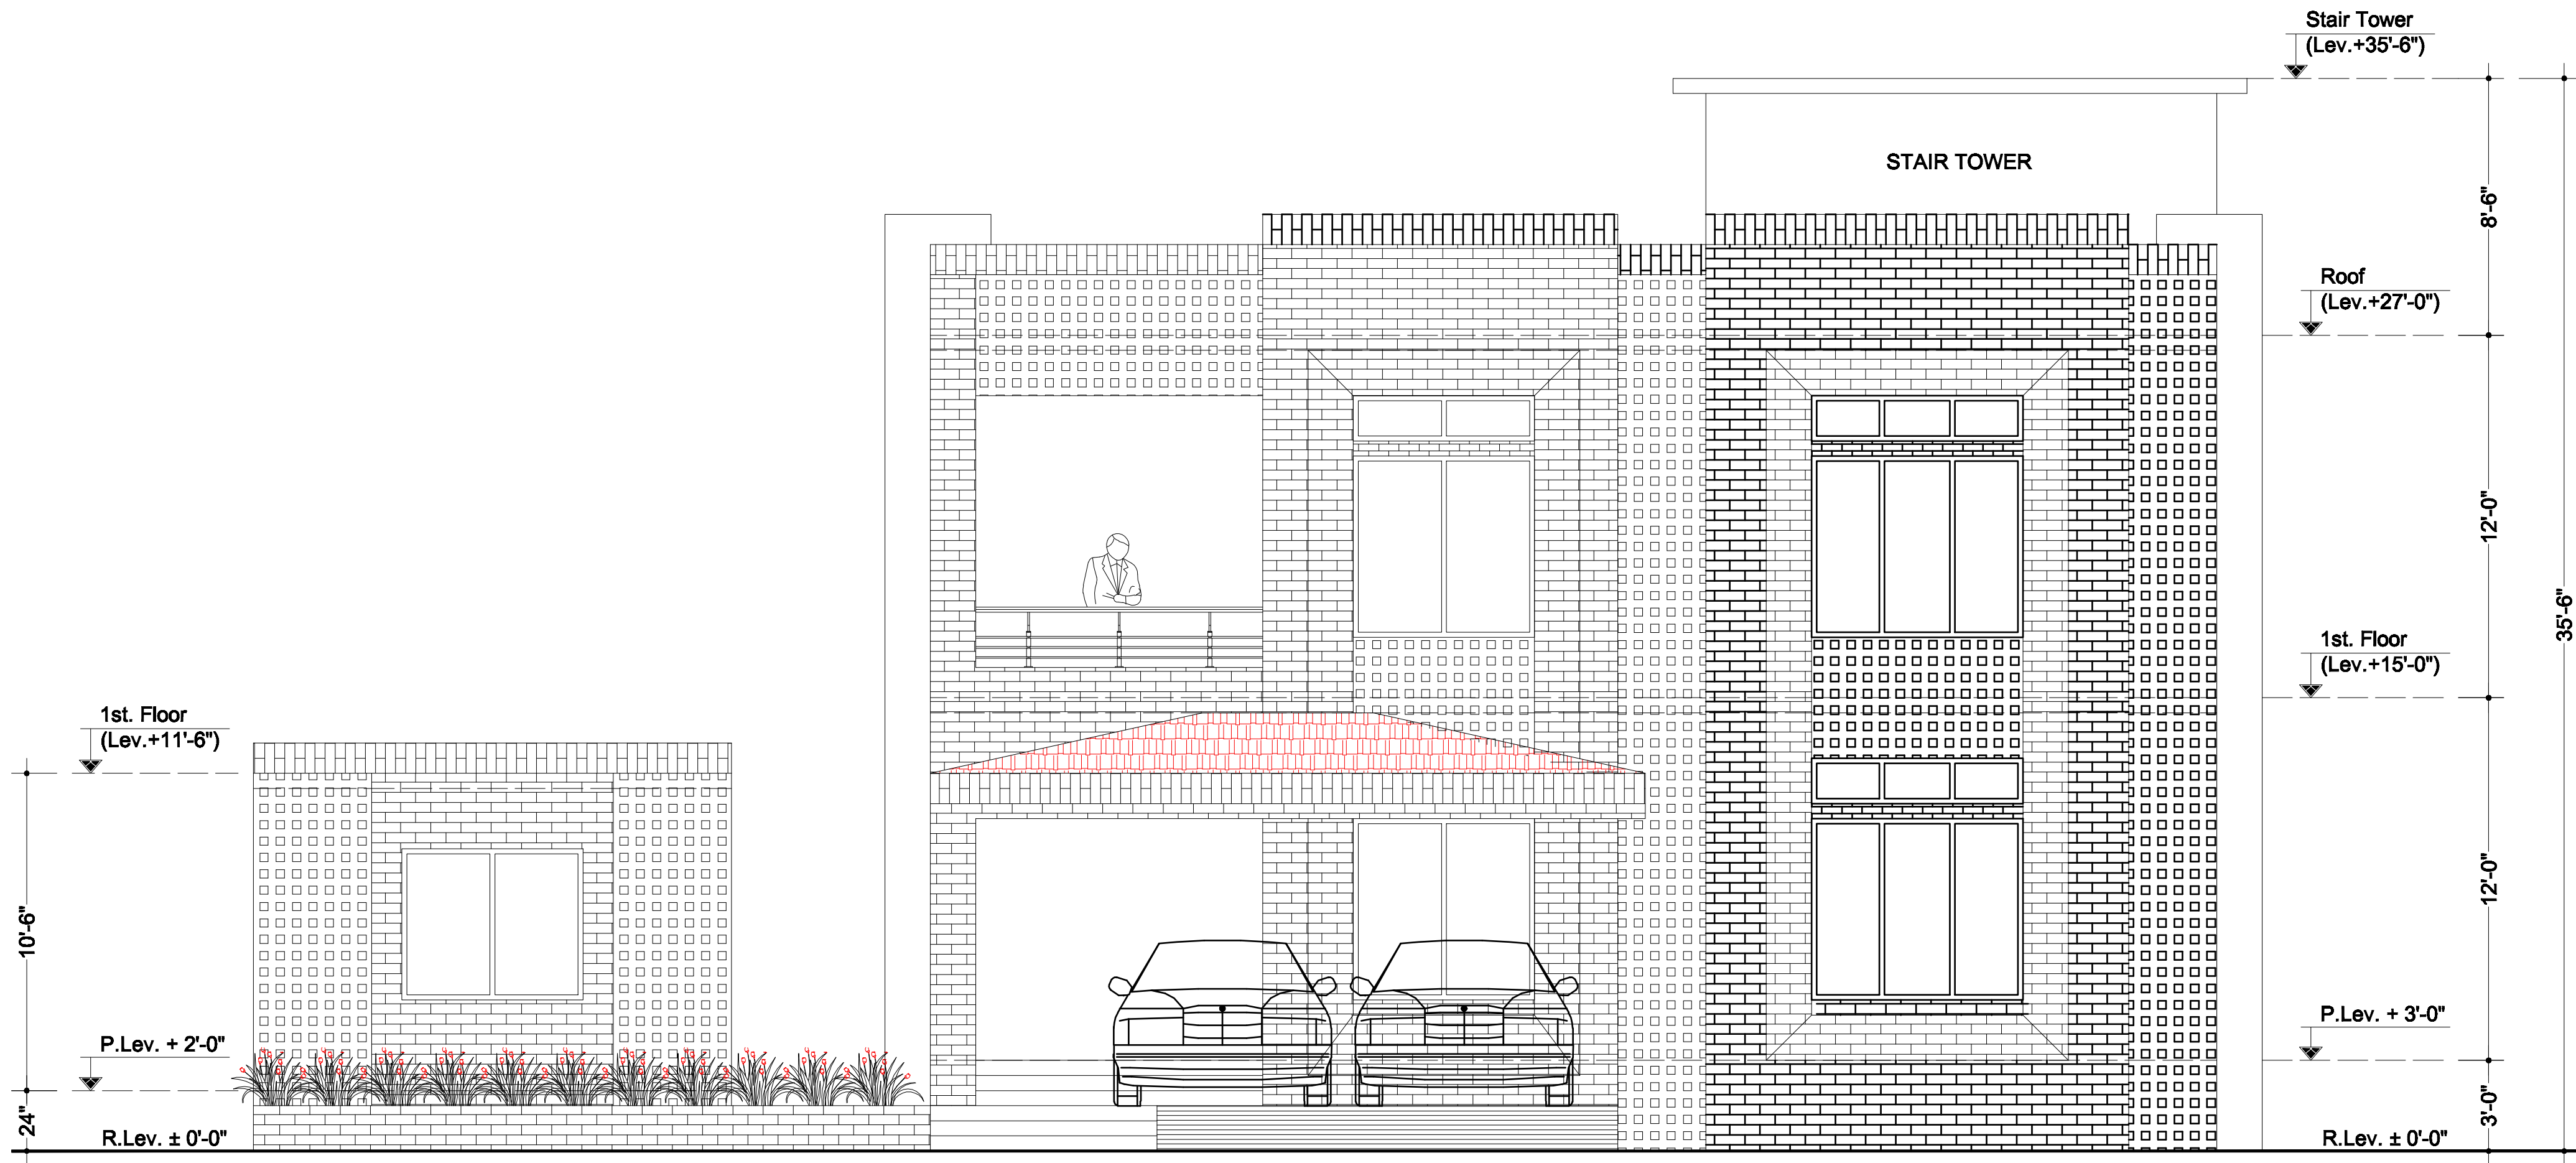 Stair Tower
(Lev.+35'-6")
STAIR TOWER
8'-6"
Roof
(Lev.+27'-0")
12'-0"
35'-6"
1st. Floor
(Lev.+15'-0")
1st. Floor
(Lev.+11'-6")
12'-0"
10'-6"
P.Lev. + 3'-0"
P.Lev. + 2'-0"
3'-0"
24"
R.Lev. ± 0'-0"
R.Lev. ± 0'-0"